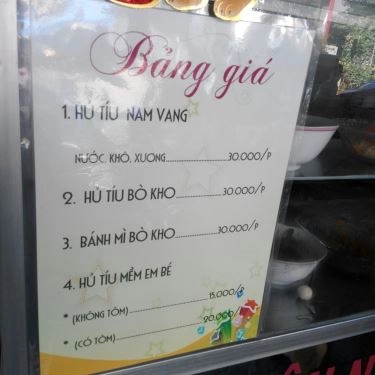 Bảng giá
1. HỦ TÍU NAM VANG
NƯỚC, KHÔ, XƯƠNG............30.000/P
2. HỦ TÍU BÒ KHO............30.000/P
3. BÁNH MÌ BÒ KHO............30.000/P
4. HỦ TÍU MỀM EM BÉ
* (KHÔNG TÔM)............15.000/P
* (CÓ TÔM)............20.000/P